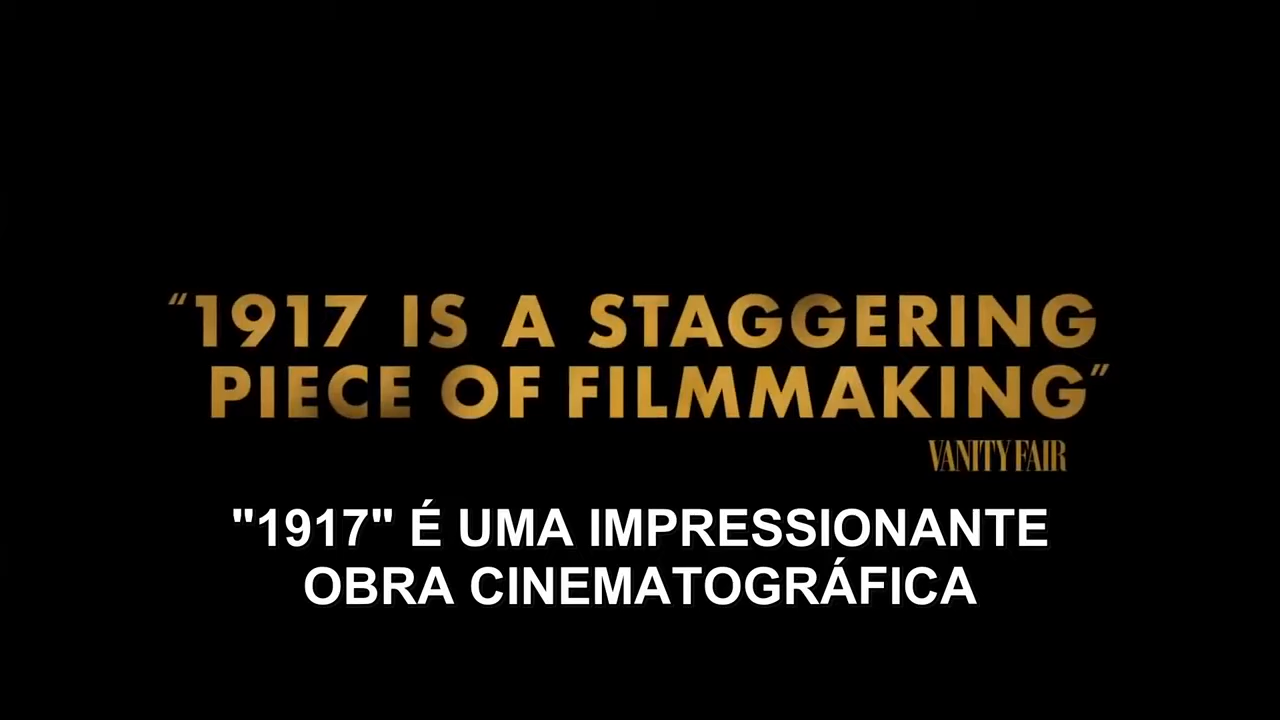 “1917 IS A STAGGERING
PIECE OF FILMMAKING”
VANITY FAIR
"1917" É UMA IMPRESSIONANTE
OBRA CINEMATOGRÁFICA